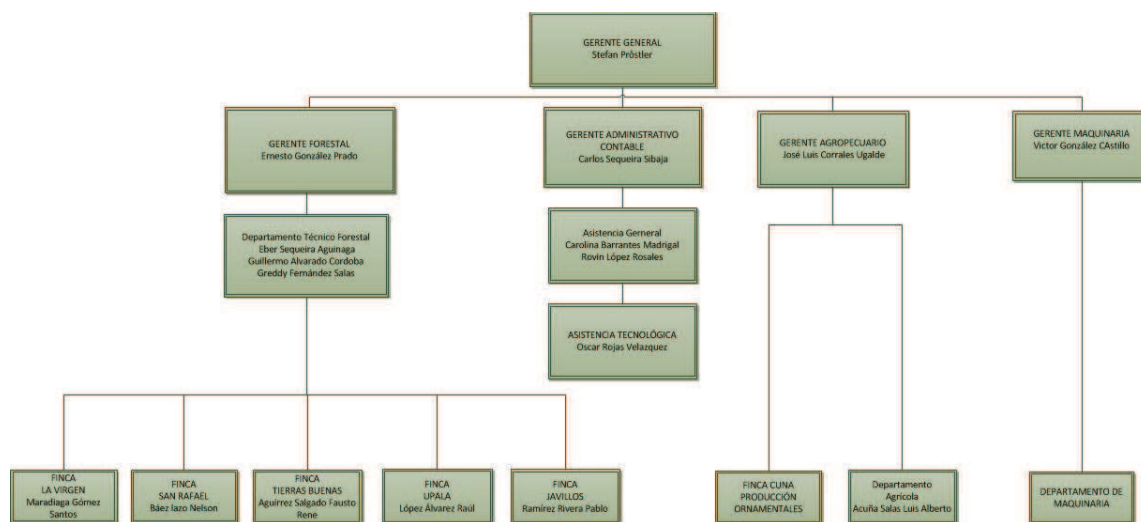 GERENTE GENERAL
Stefan Pröstler
GERENTE FORESTAL
Ernesto González Prado
GERENTE ADMINISTRATIVO
CONTABLE
Carlos Sequeira Sibaja
GERENTE AGROPECUARIO
José Luis Corrales Ugalde
GERENTE MAQUINARIA
Victor González CAstillo
Departamento Técnico Forestal
Eber Sequeira Aguinaga
Guillermo Alvarado Cordoba
Greddy Fernández Salas
Asistencia Gerneral
Carolina Barrantes Madrigal
Rovin López Rosales
ASISTENCIA TECNOLÓGICA
Oscar Rojas Velazquez
FINCA
LA VIRGEN
Maradiaga Gómez
Santos
FINCA
SAN RAFAEL
Báez lazo Nelson
FINCA
TIERRAS BUENAS
Aguirrez Salgado Fausto
Rene
FINCA
UPALA
López Álvarez Raúl
FINCA
JAVILLOS
Ramírez Rivera Pablo
FINCA CUNA
PRODUCCIÓN
ORNAMENTALES
Departamento
Agricola
Acuña Salas Luis Alberto
DEPARTAMENTO DE
MAQUINARIA